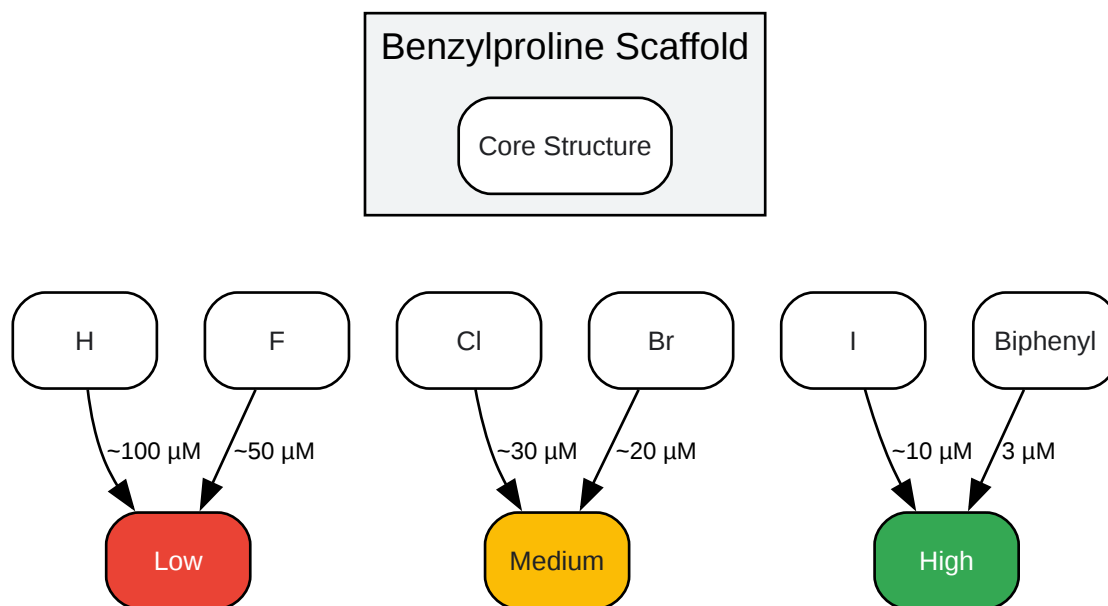 Benzylproline Scaffold
Core Structure
H
F
Cl
Br
I
Biphenyl
~100 µM
~50 µM
~30 µM
~20 µM
~10 µM
3 µM
Low
Medium
High